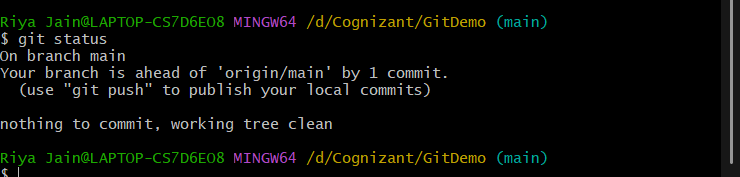 Riya Jain@LAPTOP-CS7D6EO8 MINGW64 /d/Cognizant/GitDemo (main)
$ git status
On branch main
Your branch is ahead of 'origin/main' by 1 commit.
  (use "git push" to publish your local commits)
nothing to commit, working tree clean
Riya Jain@LAPTOP-CS7D6EO8 MINGW64 /d/Cognizant/GitDemo (main)
$